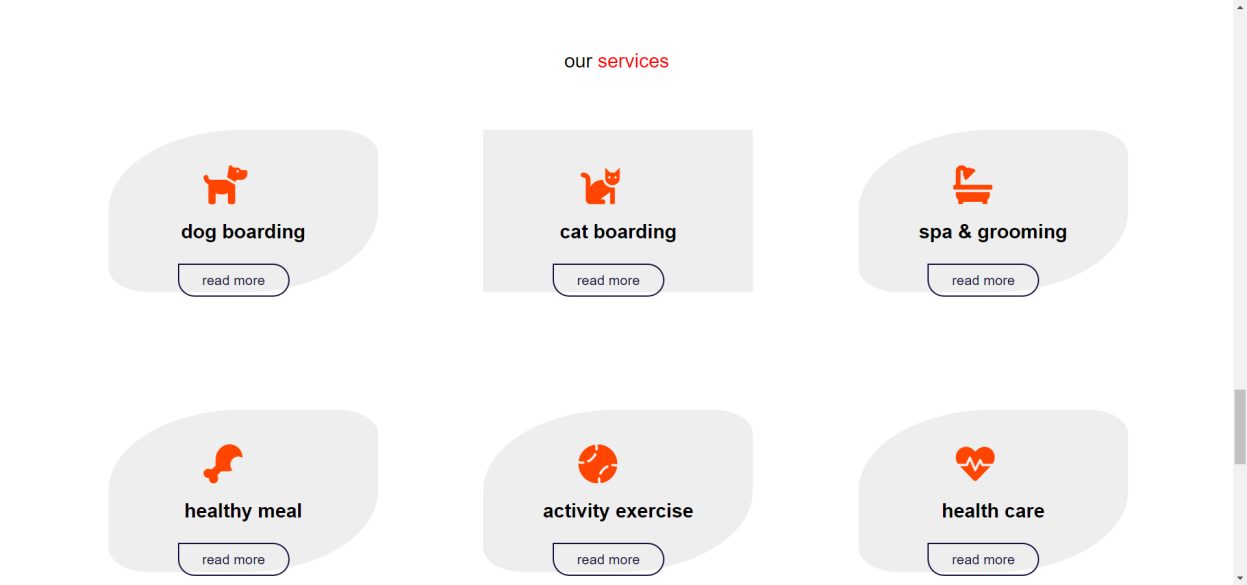 our services
dog boarding
read more
cat boarding
read more
spa & grooming
read more
healthy meal
read more
activity exercise
read more
health care
read more